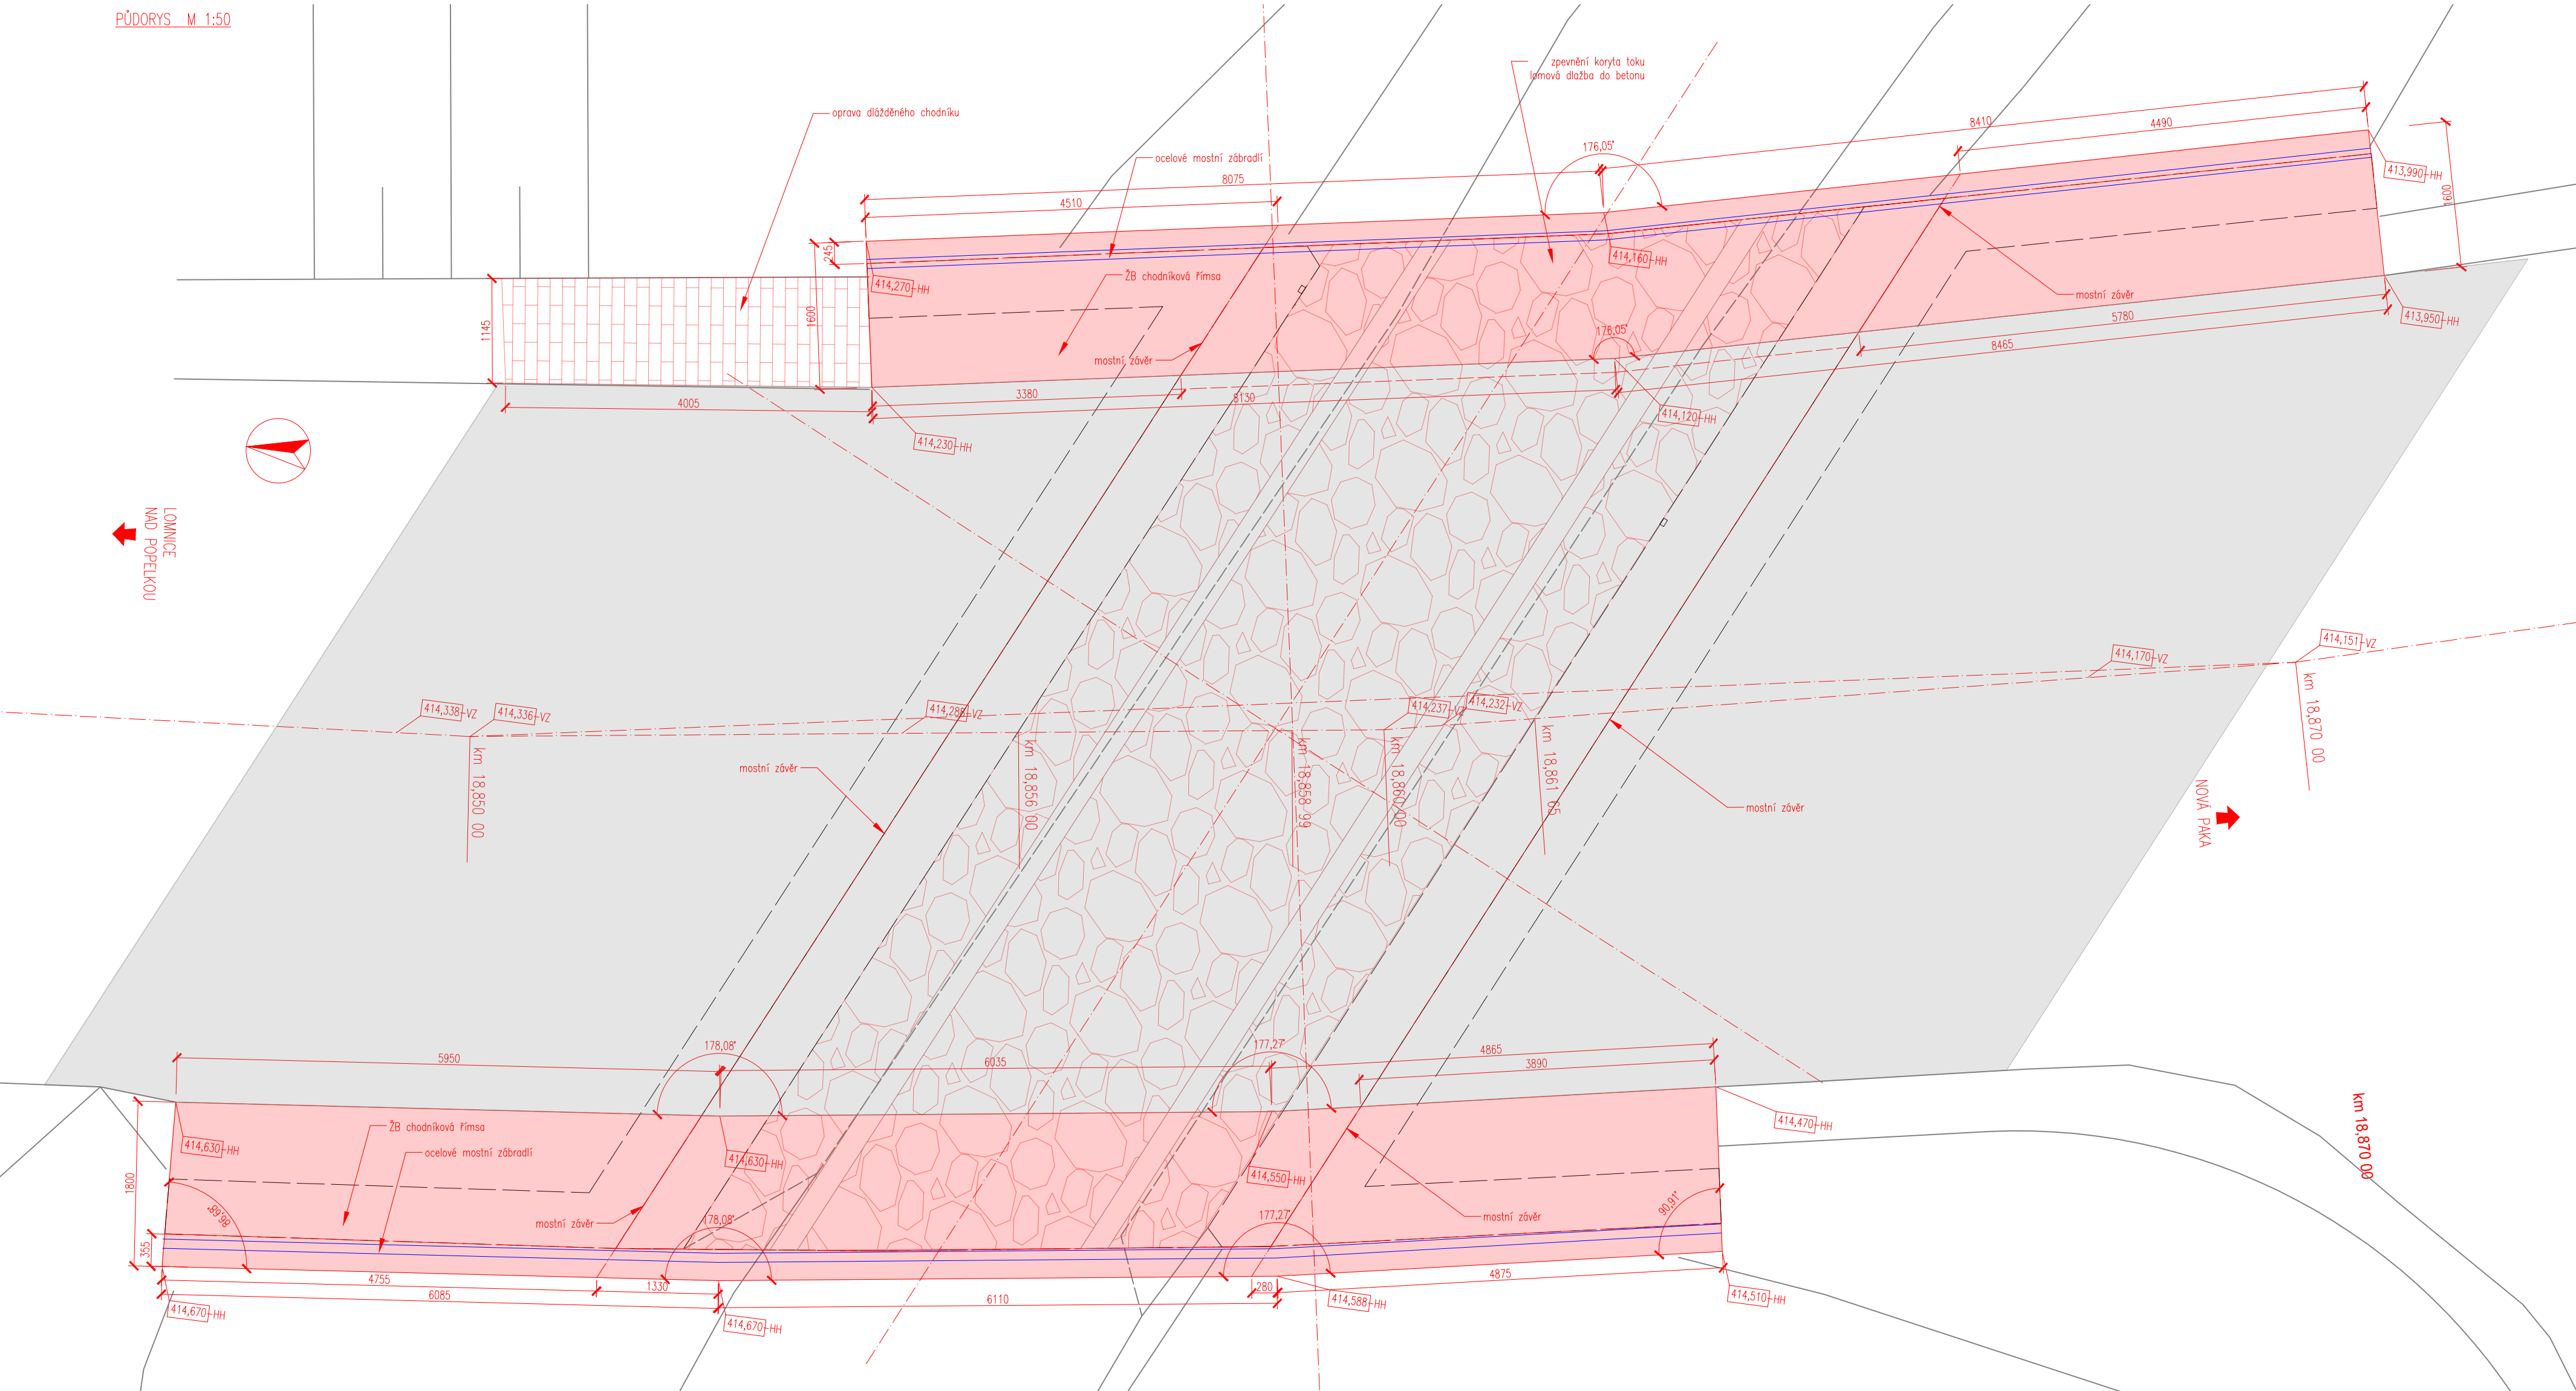 PŮDORYS M 1:50
zpevnění koryta toku
lomová dlažba do betonu
oprava dlážděného chodníku
8410
4490
176,05°
ocelové mostní zábradlí
8075
4510
413,990-HH
1601
245
414,160-HH
414,270-HH
ŽB chodníková římsa
mostní závěr
413,950-HH
1600
1145
5780
176,05°
8465
mostní závěr
3380
8130
4005
414,120-HH
414,230-HH
LOMNICE
NAD POPELKOU
414,151-VZ
414,170-VZ
414,338-VZ
414,336-VZ
414,288-VZ
414,237-VZ
414,232-VZ
km 18,870 00
km 18,850 00
km 18,856 00
km 18,858 99
km 18,860 00
km 18,861 65
mostní závěr
mostní závěr
NOVÁ PAKA
5950
178,08°
6035
177,27°
4865
3890
km 18,870 00
ŽB chodníková římsa
ocelové mostní zábradlí
414,630-HH
414,630-HH
414,550-HH
414,470-HH
1800
86,68°
90,91°
mostní závěr
178,08°
177,27°
mostní závěr
355
4755
1330
280
4875
6085
6110
414,670-HH
414,670-HH
414,588-HH
414,510-HH